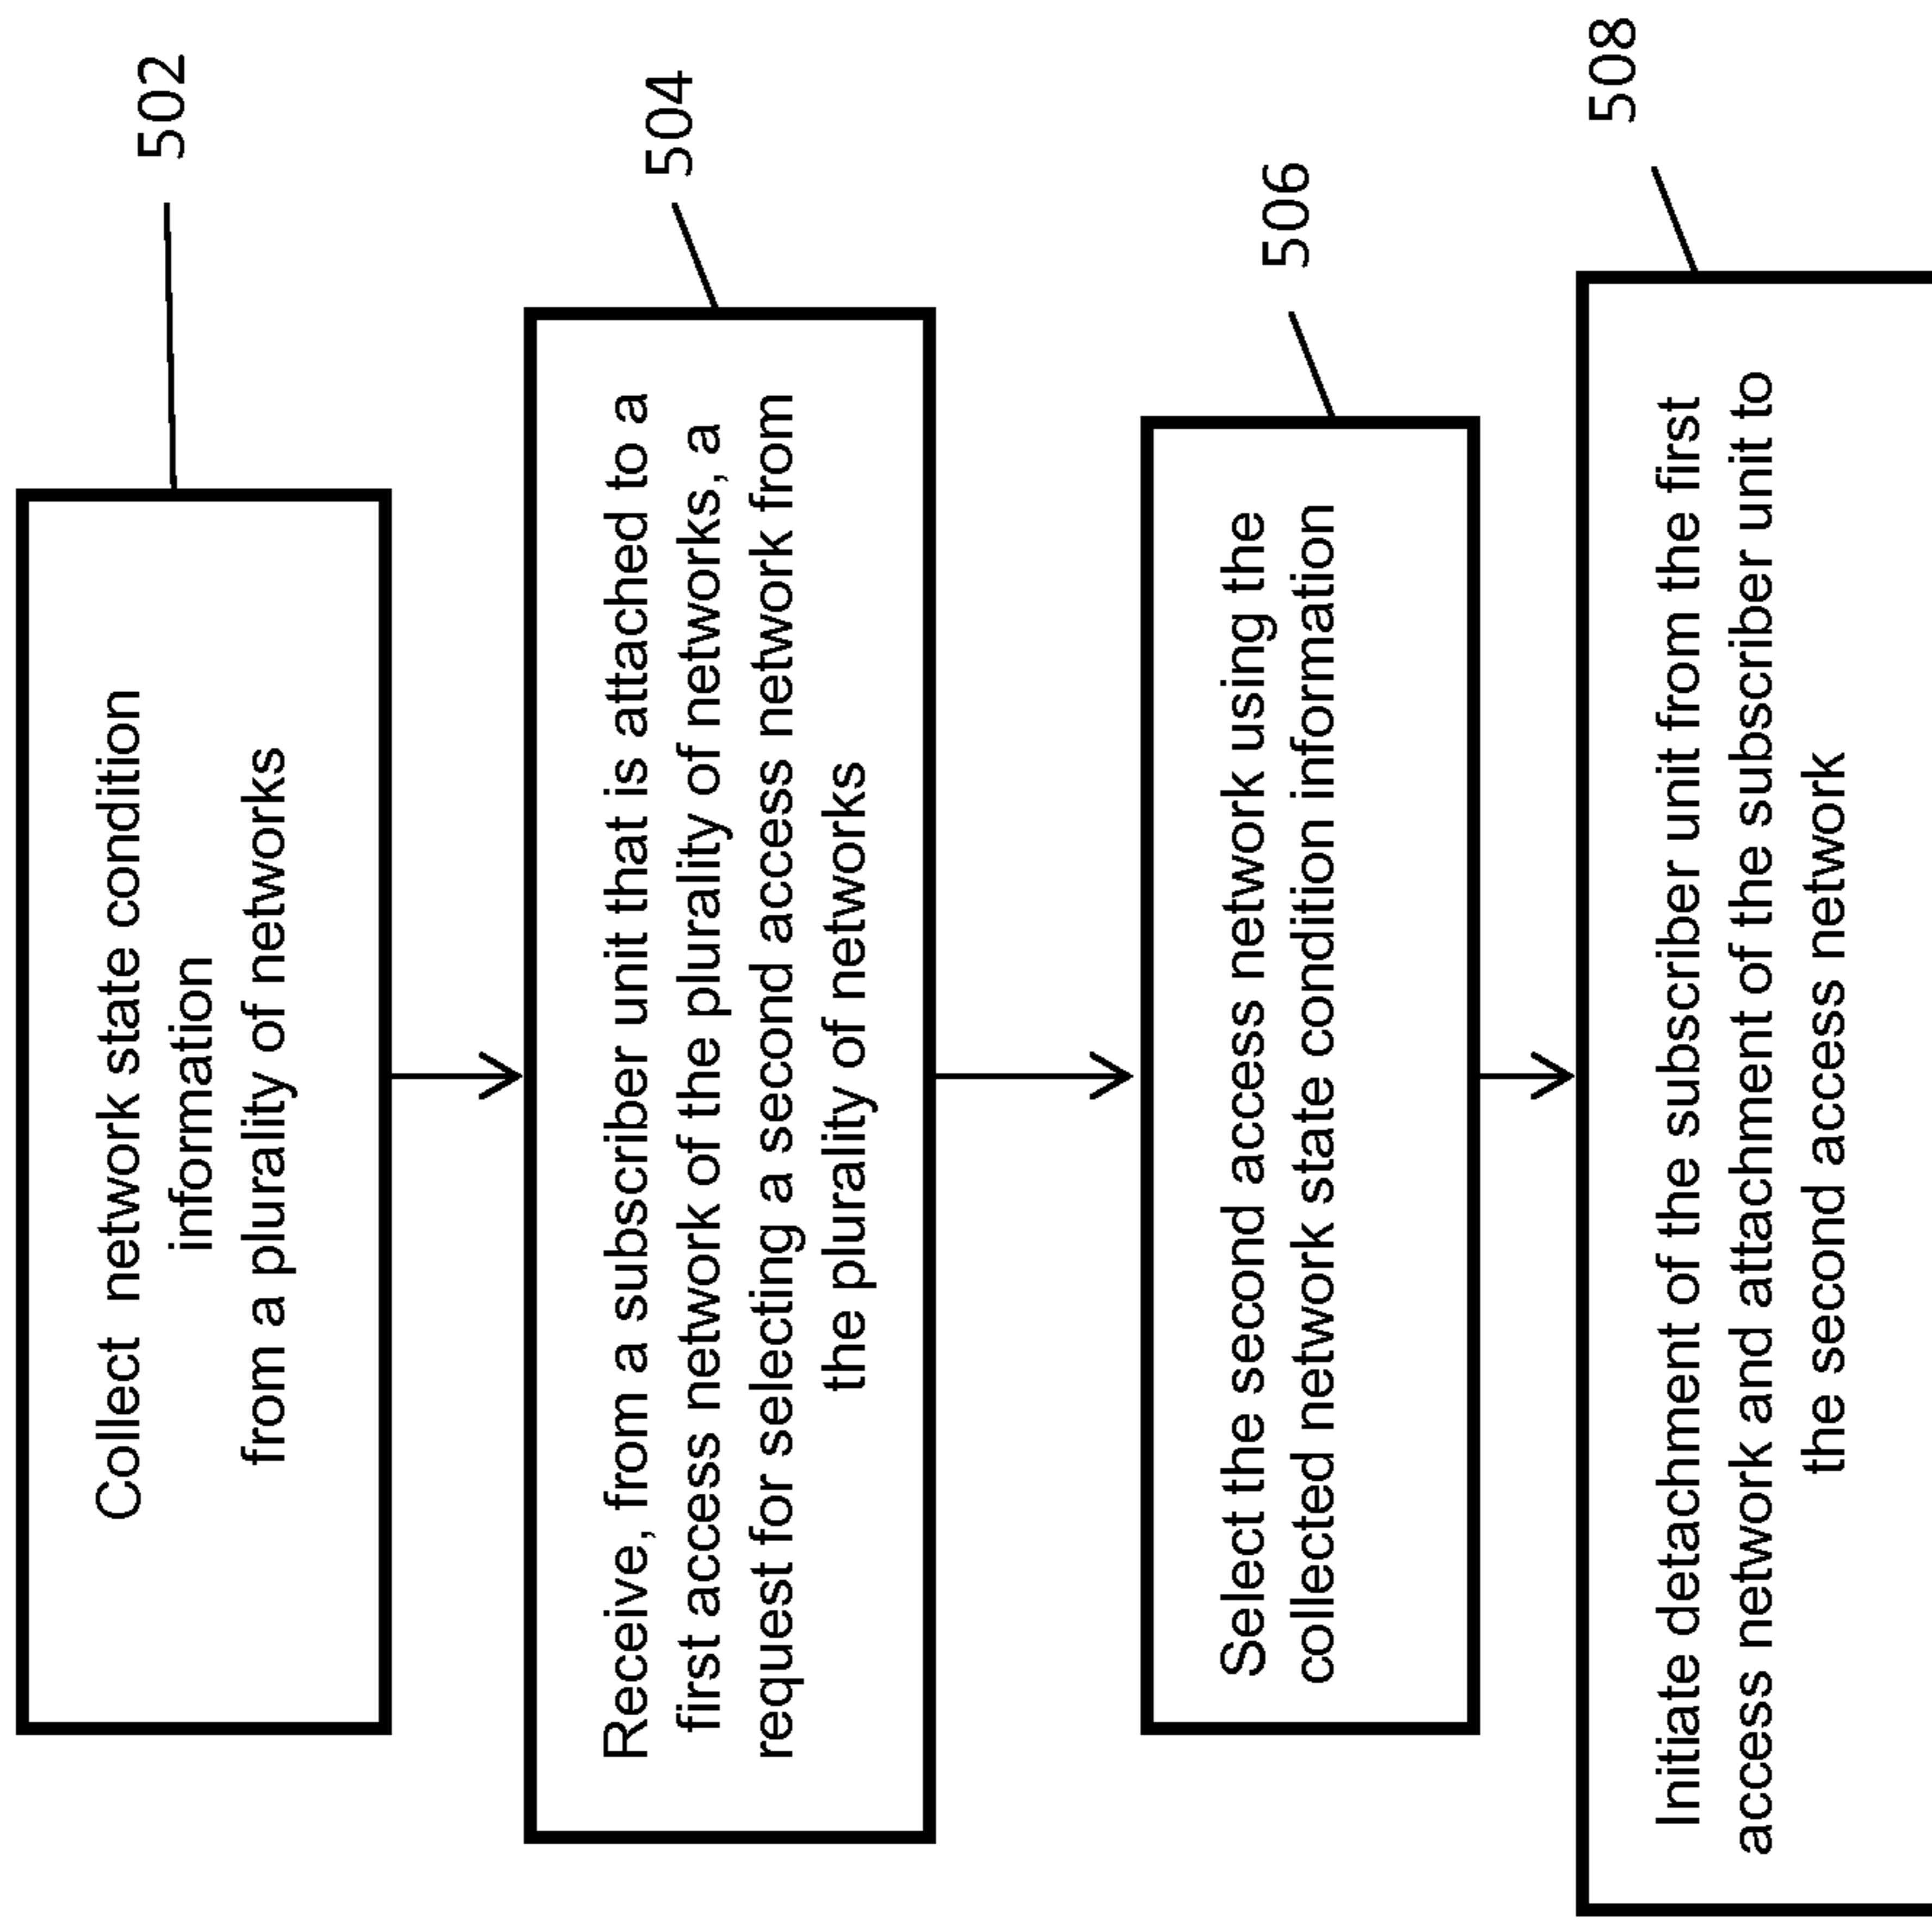 Collect network state condition
information
from a plurality of networks
502
Receive, from a subscriber unit that is attached to a
first access network of the plurality of networks, a
request for selecting a second access network from
the plurality of networks
504
Select the second access network using the
collected network state condition information
506
Initiate detachment of the subscriber unit from the first
access network and attachment of the subscriber unit to
the second access network
508